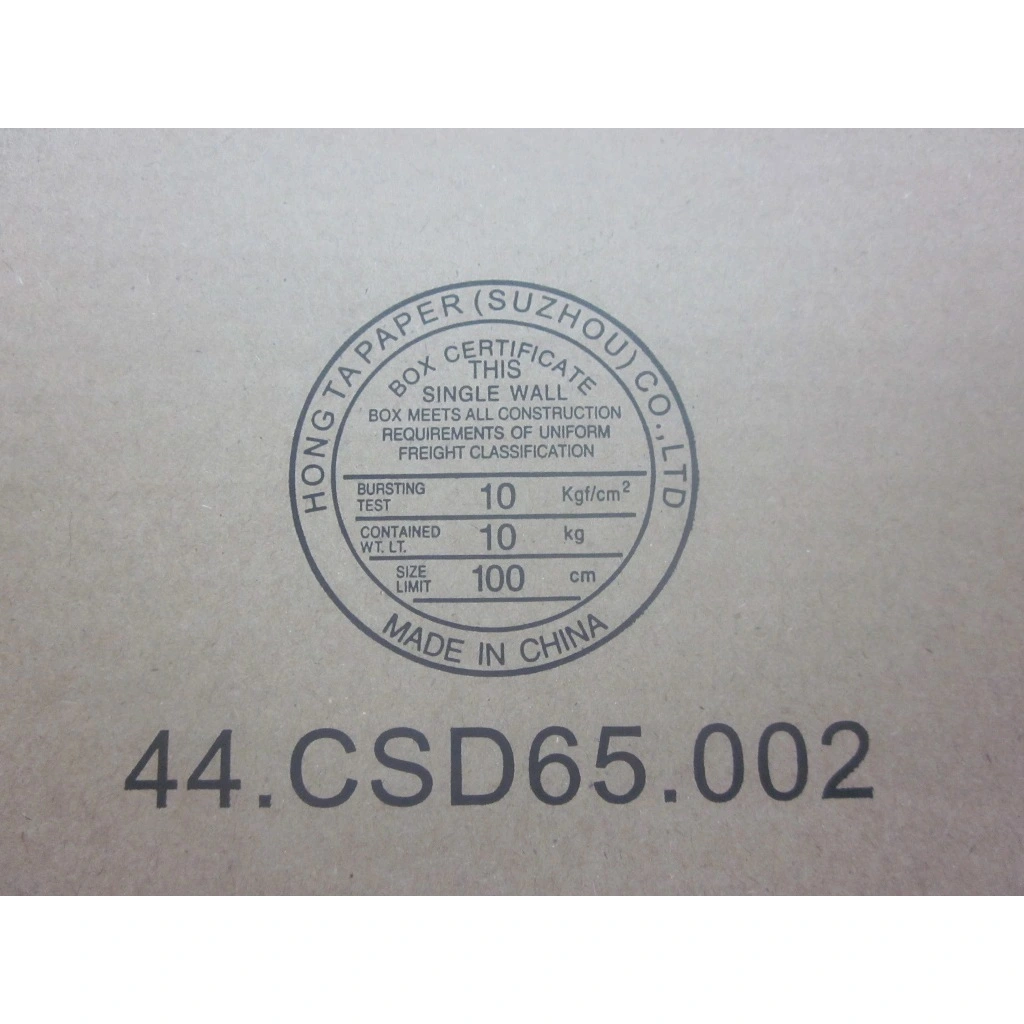 HONG TA PAPER (SUZHOU) CO.,LTD
BOX CERTIFICATE
THIS
SINGLE WALL
BOX MEETS ALL CONSTRUCTION
REQUIREMENTS OF UNIFORM
FREIGHT CLASSIFICATION
BURSTING TEST 10 Kgf/cm²
CONTAINED WT. LT. 10 kg
SIZE LIMIT 100 cm
MADE IN CHINA
44.CSD65.002